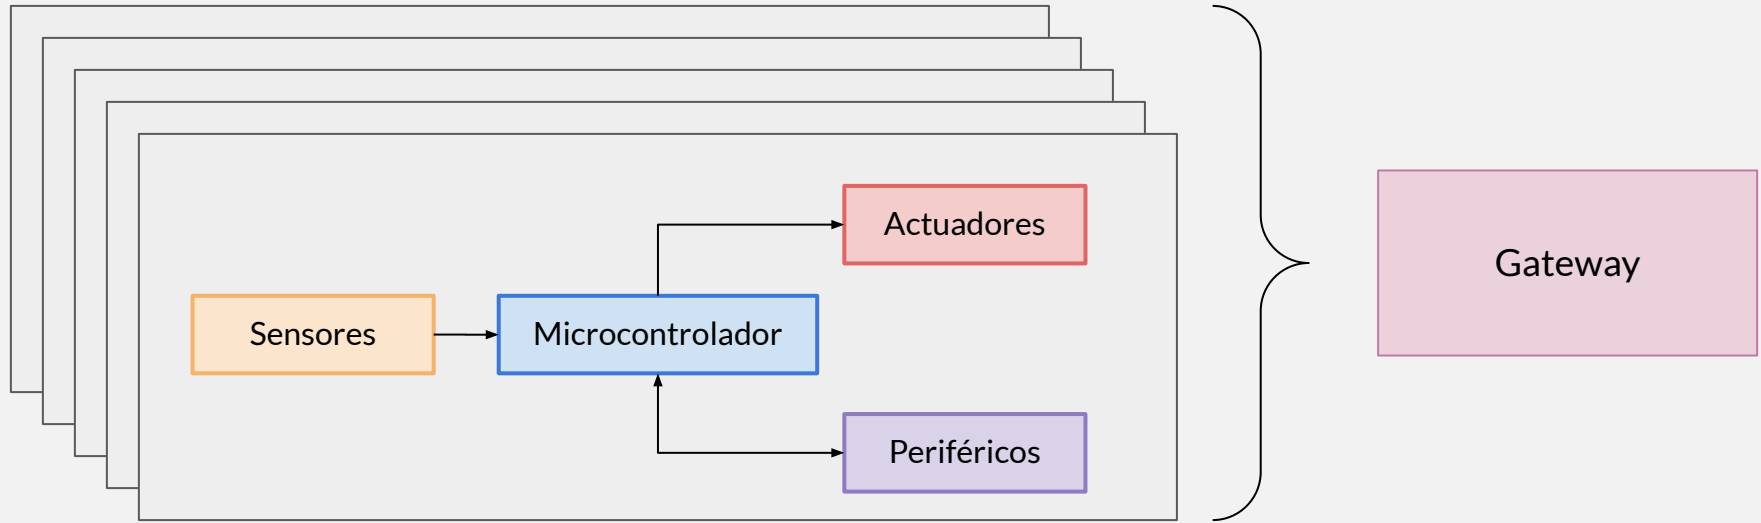 Actuadores
Sensores
Microcontrolador
Gateway
Periféricos